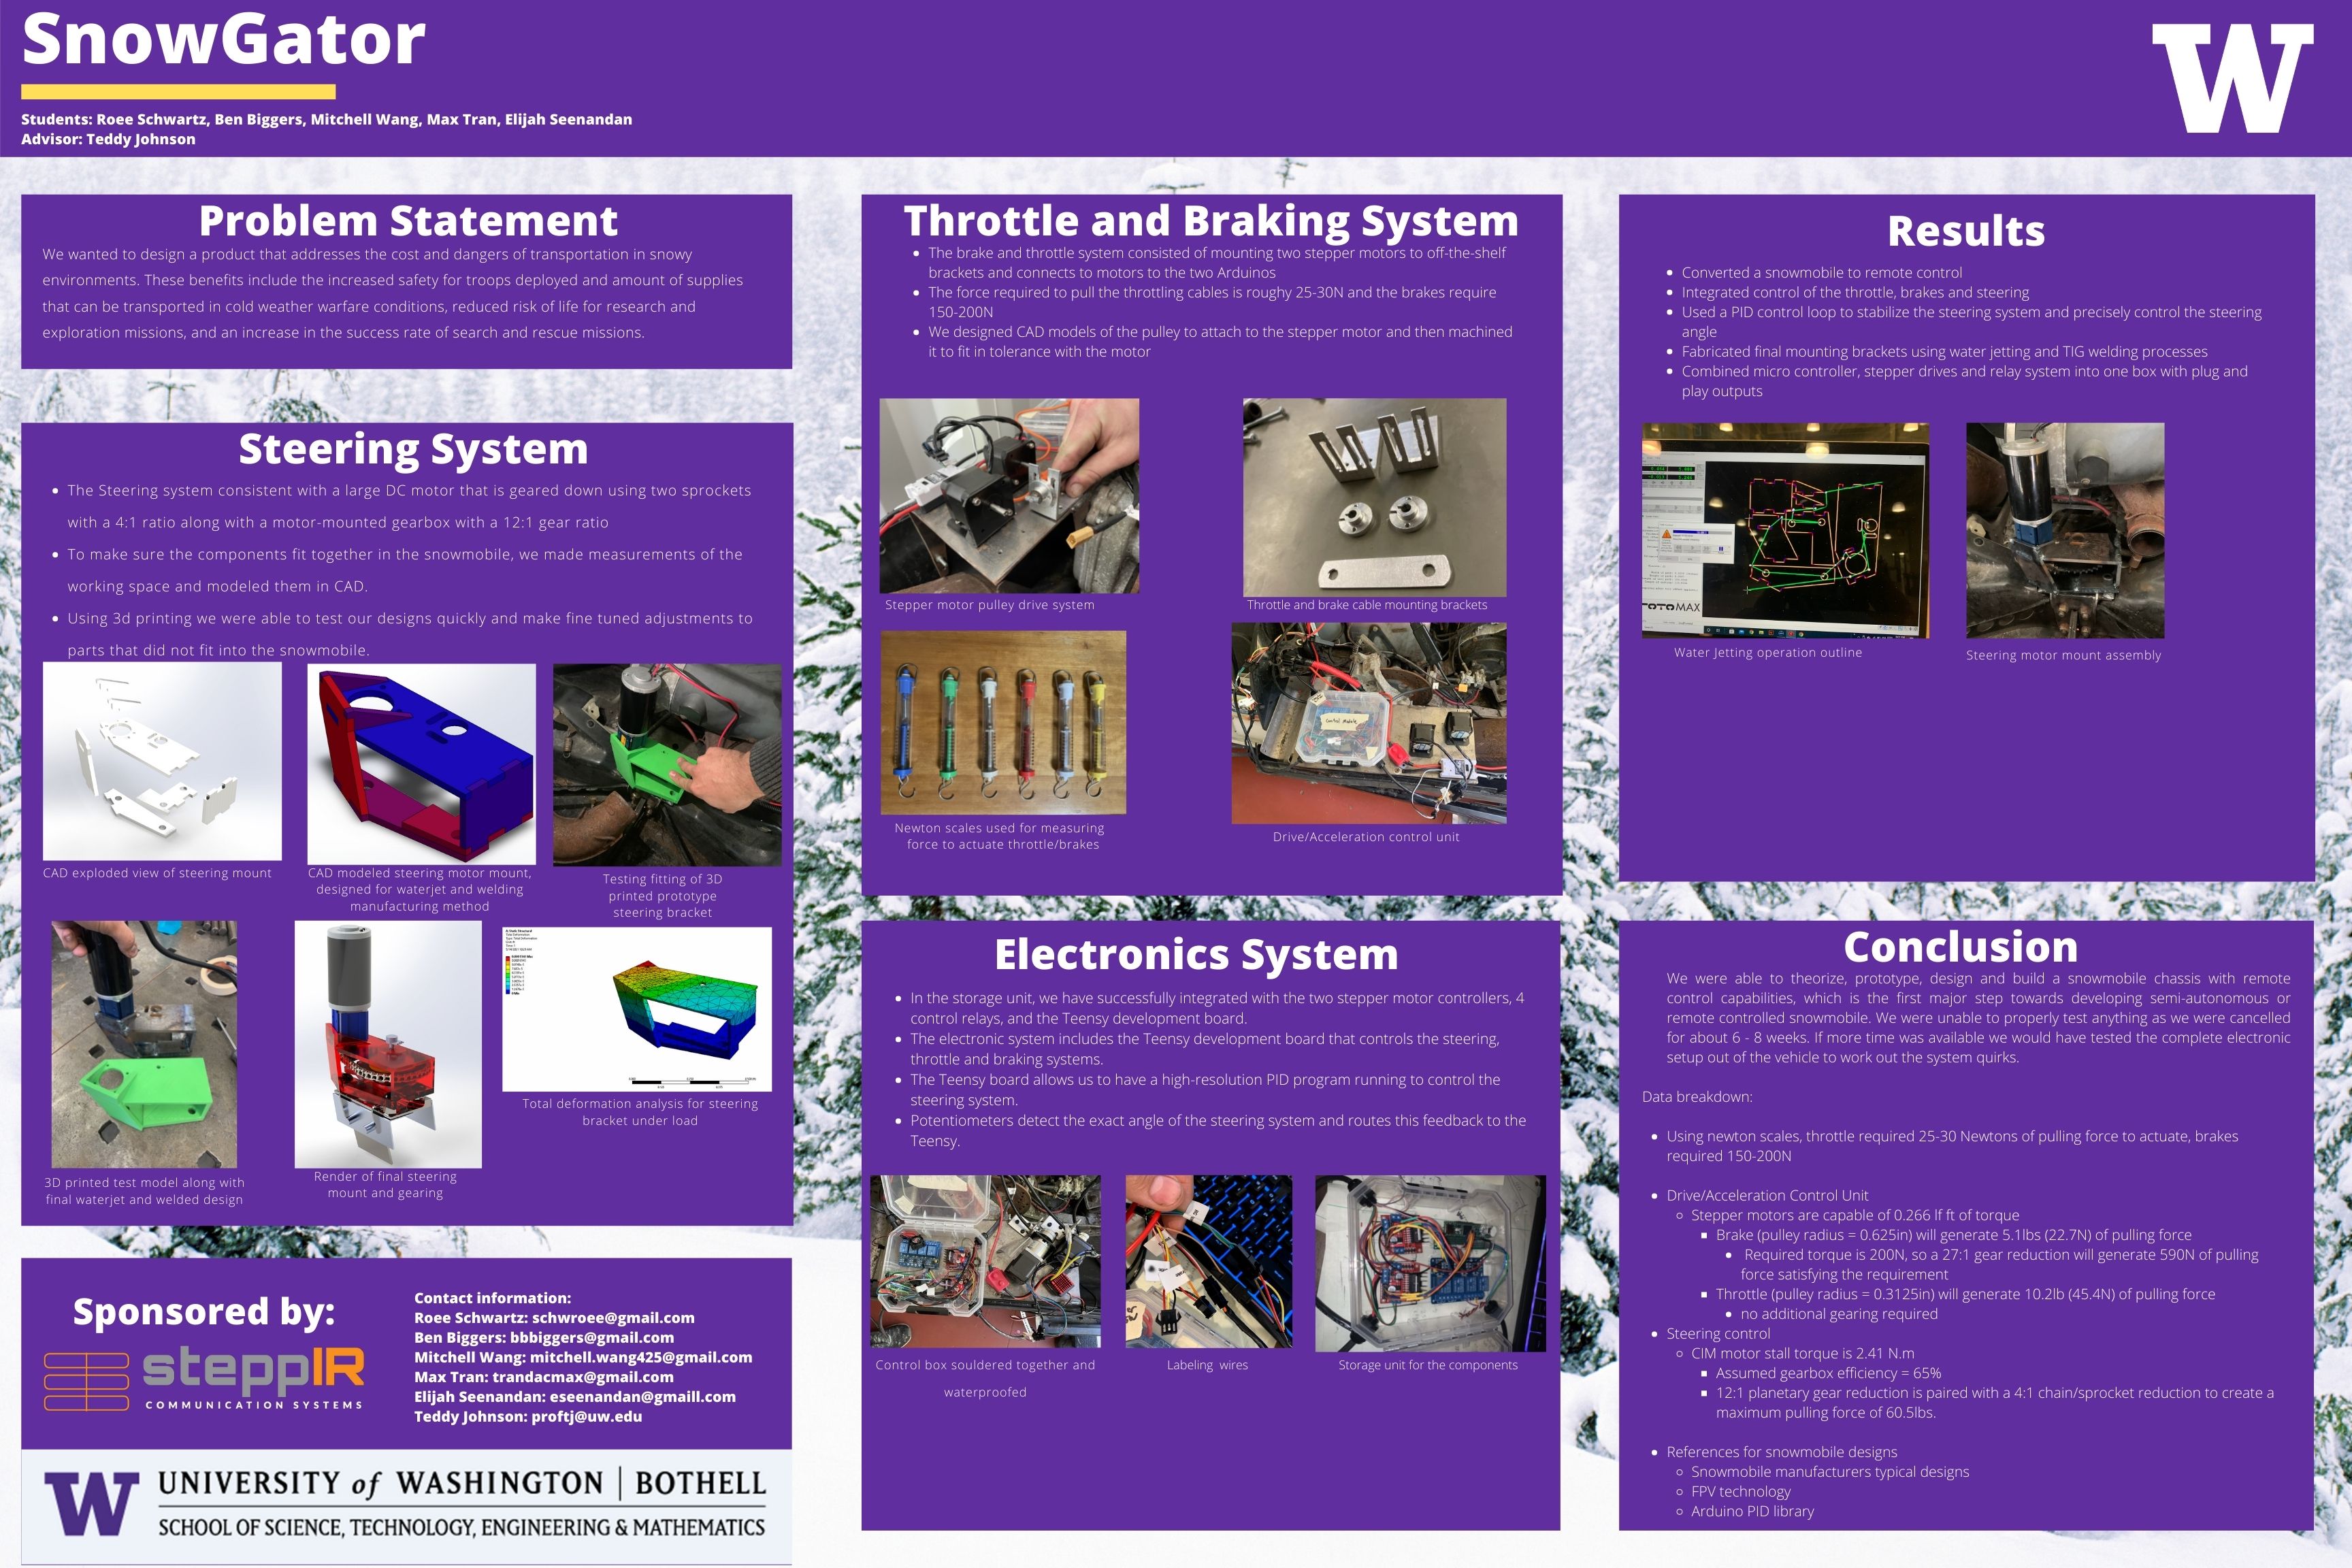 SnowGator
Students: Roee Schwartz, Ben Biggers, Mitchell Wang, Max Tran, Elijah Seenandan
Advisor: Teddy Johnson
W
Problem Statement
We wanted to design a product that addresses the cost and dangers of transportation in snowy
environments. These benefits include the increased safety for troops deployed and amount of supplies
that can be transported in cold weather warfare conditions, reduced risk of life for research and
exploration missions, and an increase in the success rate of search and rescue missions.
Steering System
• The Steering system consistent with a large DC motor that is geared down using two sprockets
with a 4:1 ratio along with a motor-mounted gearbox with a 12:1 gear ratio
• To make sure the components fit together in the snowmobile, we made measurements of the
working space and modeled them in CAD.
• Using 3d printing we were able to test our designs quickly and make fine tuned adjustments to
parts that did not fit into the snowmobile.
CAD exploded view of steering mount
CAD modeled steering motor mount,
designed for waterjet and welding
manufacturing method
Testing fitting of 3D
printed prototype
steering bracket
3D printed test model along with
final waterjet and welded design
Render of final steering
mount and gearing
Total deformation analysis for steering
bracket under load
Sponsored by:
steppIR
COMMUNICATION SYSTEMS
Contact information:
Roee Schwartz: schwroee@gmail.com
Ben Biggers: bbbiggers@gmail.com
Mitchell Wang: mitchell.wang425@gmail.com
Max Tran: trandacmax@gmail.com
Elijah Seenandan: eseenandan@gmaill.com
Teddy Johnson: proftj@uw.edu
W UNIVERSITY of WASHINGTON | BOTHELL
SCHOOL OF SCIENCE, TECHNOLOGY, ENGINEERING & MATHEMATICS
Throttle and Braking System
• The brake and throttle system consisted of mounting two stepper motors to off-the-shelf
brackets and connects to motors to the two Arduinos
• The force required to pull the throttling cables is roughy 25-30N and the brakes require
150-200N
• We designed CAD models of the pulley to attach to the stepper motor and then machined
it to fit in tolerance with the motor
Stepper motor pulley drive system
Throttle and brake cable mounting brackets
Newton scales used for measuring
force to actuate throttle/brakes
Control Module
Drive/Acceleration control unit
Electronics System
• In the storage unit, we have successfully integrated with the two stepper motor controllers, 4
control relays, and the Teensy development board.
• The electronic system includes the Teensy development board that controls the steering,
throttle and braking systems.
• The Teensy board allows us to have a high-resolution PID program running to control the
steering system.
• Potentiometers detect the exact angle of the steering system and routes this feedback to the
Teensy.
Control box souldered together and
waterproofed
Labeling wires
Storage unit for the components
Results
• Converted a snowmobile to remote control
• Integrated control of the throttle, brakes and steering
• Used a PID control loop to stabilize the steering system and precisely control the steering
angle
• Fabricated final mounting brackets using water jetting and TIG welding processes
• Combined micro controller, stepper drives and relay system into one box with plug and
play outputs
OTOMAX
Water Jetting operation outline
Steering motor mount assembly
Conclusion
We were able to theorize, prototype, design and build a snowmobile chassis with remote
control capabilities, which is the first major step towards developing semi-autonomous or
remote controlled snowmobile. We were unable to properly test anything as we were cancelled
for about 6 - 8 weeks. If more time was available we would have tested the complete electronic
setup out of the vehicle to work out the system quirks.
Data breakdown:
• Using newton scales, throttle required 25-30 Newtons of pulling force to actuate, brakes
required 150-200N
• Drive/Acceleration Control Unit
◦ Stepper motors are capable of 0.266 lf ft of torque
▪ Brake (pulley radius = 0.625in) will generate 5.1lbs (22.7N) of pulling force
• Required torque is 200N, so a 27:1 gear reduction will generate 590N of pulling
force satisfying the requirement
▪ Throttle (pulley radius = 0.3125in) will generate 10.2lb (45.4N) of pulling force
• no additional gearing required
• Steering control
◦ CIM motor stall torque is 2.41 N.m
▪ Assumed gearbox efficiency = 65%
▪ 12:1 planetary gear reduction is paired with a 4:1 chain/sprocket reduction to create a
maximum pulling force of 60.5lbs.
• References for snowmobile designs
◦ Snowmobile manufacturers typical designs
◦ FPV technology
◦ Arduino PID library